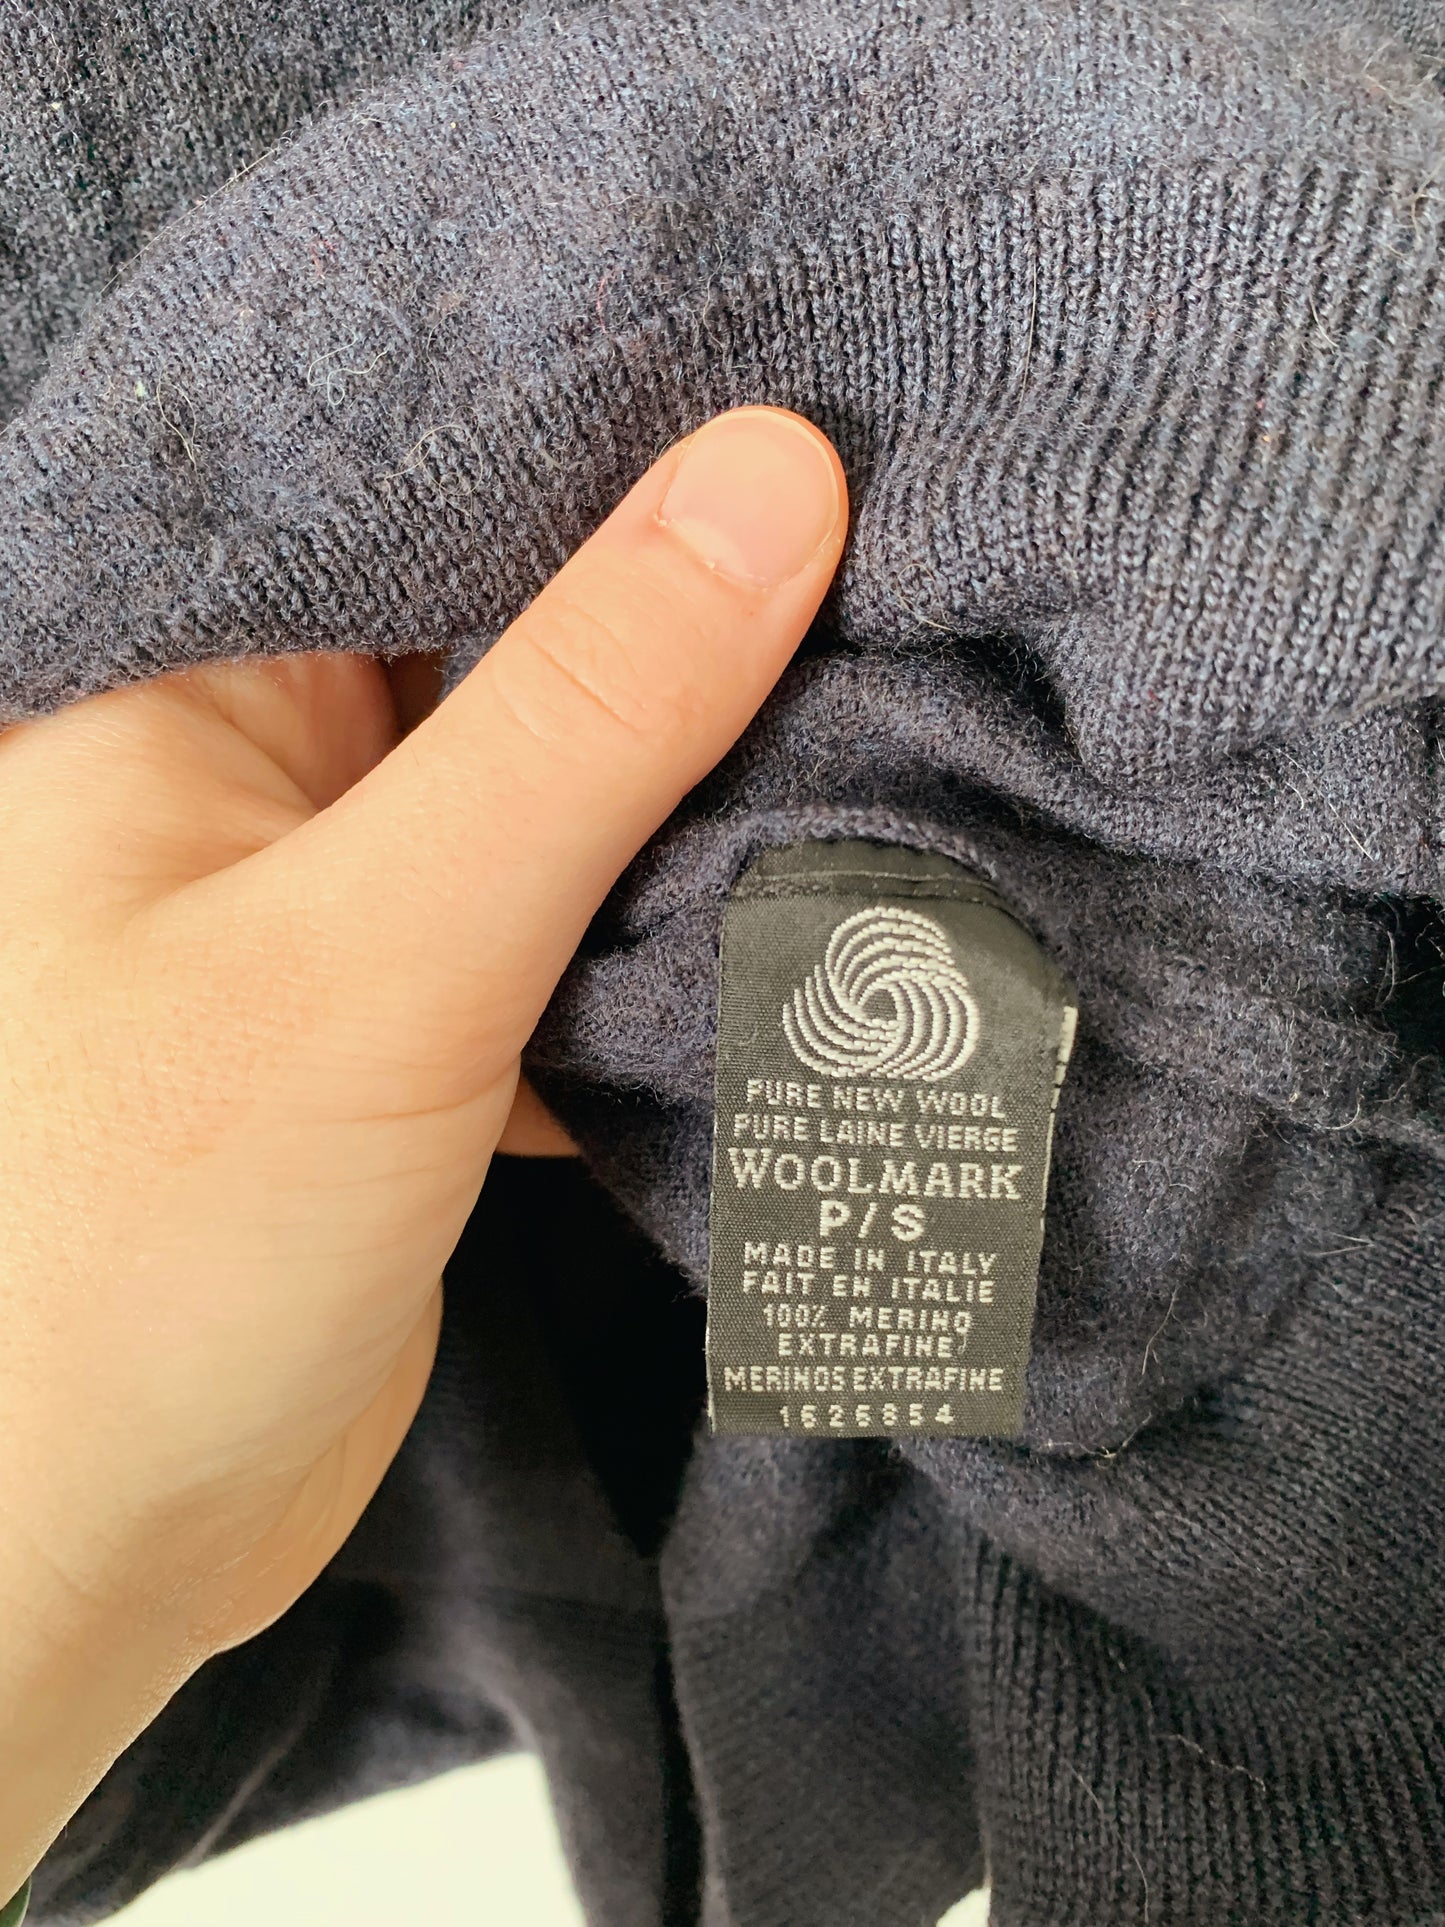 PURE NEW WOOL
PURE LAINE VIERGE
WOOLMARK
P/S
MADE IN ITALY
FAIT EN ITALIE
100% MERINO
EXTRAFINE
MERINOS EXTRAFINE
1626854